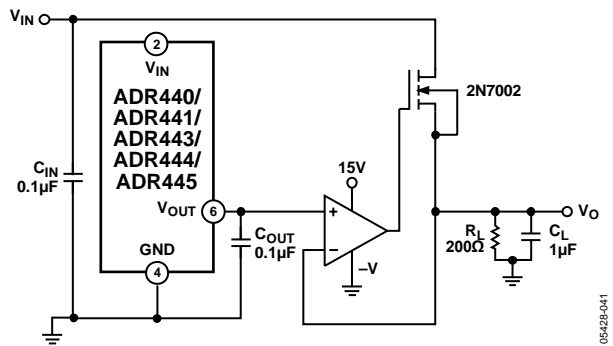 VIN
2
VIN
ADR440/
ADR441/
ADR443/
ADR444/
ADR445
2N7002
CIN
0.1µF
15V
VOUT
6
+
–
VO
COUT
0.1µF
GND
4
–V
RL
200Ω
CL
1µF
05428-041